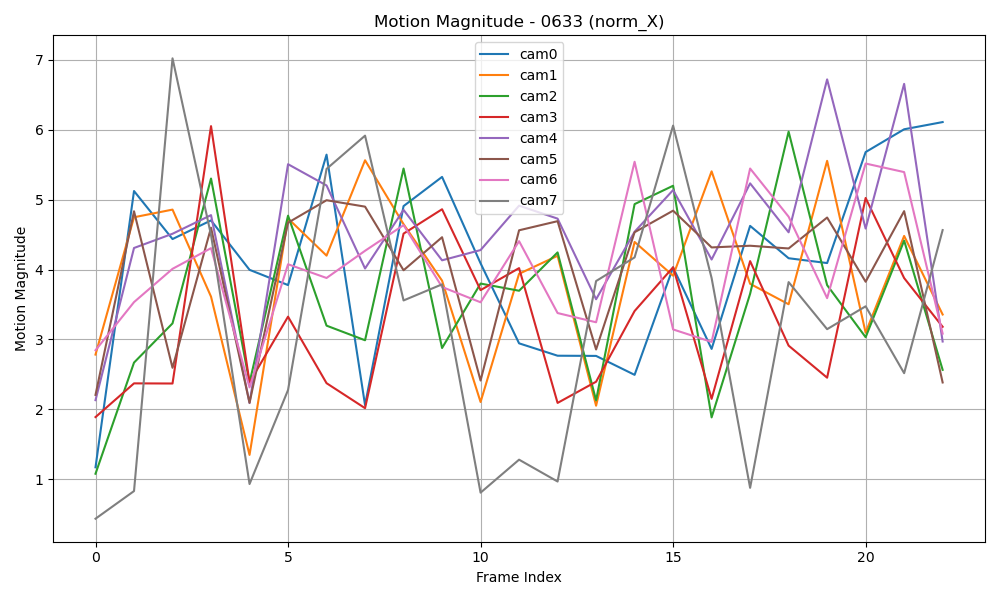 Motion Magnitude - 0633 (norm_X)
cam0
cam1
cam2
cam3
cam4
cam5
cam6
cam7
Motion Magnitude
7
6
5
4
3
2
1
0 5 10 15 20
Frame Index